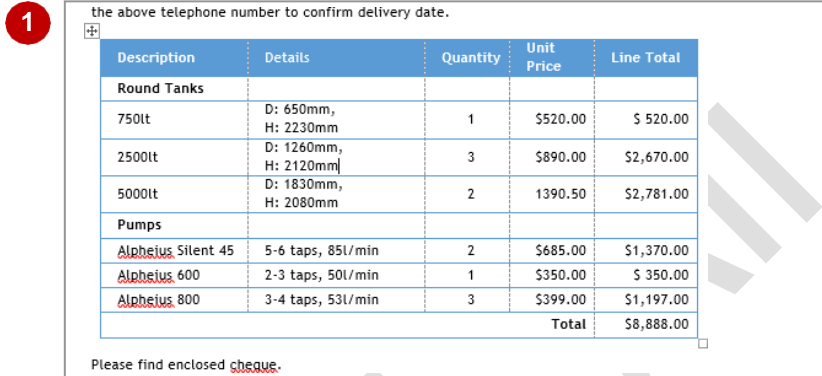 1
the above telephone number to confirm delivery date.
Description Details Quantity Unit Price Line Total
Round Tanks
750lt D: 650mm, H: 2230mm 1 $520.00 $ 520.00
2500lt D: 1260mm, H: 2120mm 3 $890.00 $2,670.00
5000lt D: 1830mm, H: 2080mm 2 1390.50 $2,781.00
Pumps
Alpheius Silent 45 5-6 taps, 85l/min 2 $685.00 $1,370.00
Alpheius 600 2-3 taps, 50l/min 1 $350.00 $ 350.00
Alpheius 800 3-4 taps, 53l/min 3 $399.00 $1,197.00
Total $8,888.00
Please find enclosed cheque.